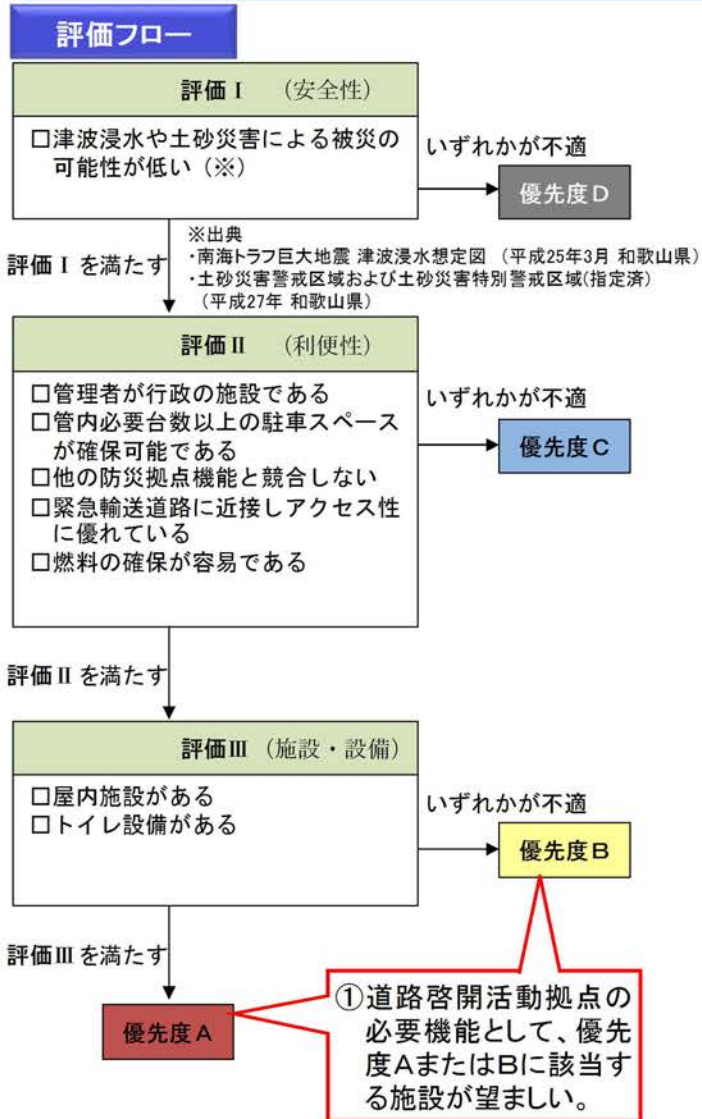 評価フロー
評価Ⅰ （安全性）
□津波浸水や土砂災害による被災の
可能性が低い（※）
いずれかが不適
優先度D
評価Ⅰを満たす
※出典
・南海トラフ巨大地震 津波浸水想定図 （平成25年3月 和歌山県）
・土砂災害警戒区域および土砂災害特別警戒区域(指定済)
（平成27年 和歌山県）
評価Ⅱ （利便性）
□管理者が行政の施設である
□管内必要台数以上の駐車スペース
が確保可能である
□他の防災拠点機能と競合しない
□緊急輸送道路に近接しアクセス性
に優れている
□燃料の確保が容易である
いずれかが不適
優先度C
評価Ⅱを満たす
評価Ⅲ（施設・設備）
□屋内施設がある
□トイレ設備がある
いずれかが不適
優先度B
評価Ⅲを満たす
優先度A
①道路啓開活動拠点の
必要機能として、優先
度AまたはBに該当す
る施設が望ましい。